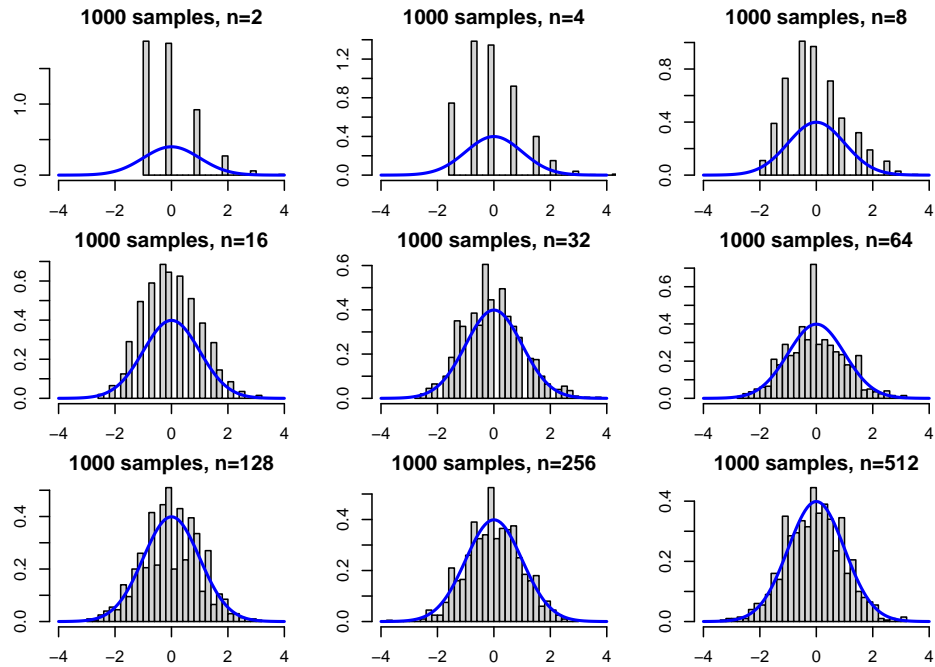 1000 samples, n=2
1000 samples, n=4
1000 samples, n=8
0.0 1.0
−4 −2 0 2 4
0.0 0.4 0.8 1.2
−4 −2 0 2 4
0.0 0.4 0.8
−4 −2 0 2 4
1000 samples, n=16
1000 samples, n=32
1000 samples, n=64
0.0 0.2 0.4 0.6
−4 −2 0 2 4
0.0 0.2 0.4 0.6
−4 −2 0 2 4
0.0 0.2 0.4 0.6
−4 −2 0 2 4
1000 samples, n=128
1000 samples, n=256
1000 samples, n=512
0.0 0.2 0.4
−4 −2 0 2 4
0.0 0.2 0.4
−4 −2 0 2 4
0.0 0.2 0.4
−4 −2 0 2 4